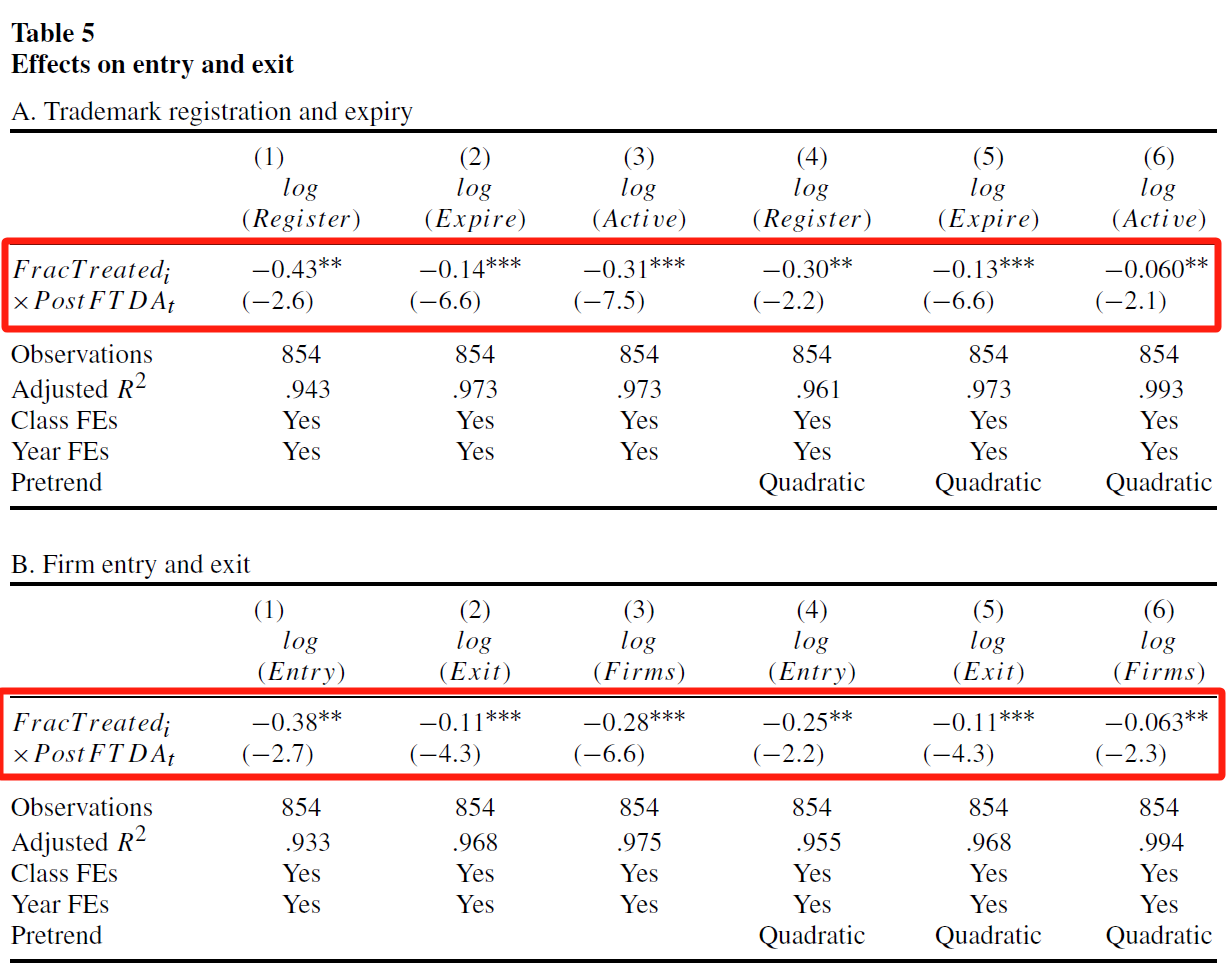 Table 5
Effects on entry and exit
A. Trademark registration and expiry
(1) (2) (3) (4) (5) (6)
log log log log log log
(Register) (Expire) (Active) (Register) (Expire) (Active)
FracTreatedᵢ −0.43** −0.14*** −0.31*** −0.30** −0.13*** −0.060**
×PostFTDAₜ (−2.6) (−6.6) (−7.5) (−2.2) (−6.6) (−2.1)
Observations 854 854 854 854 854 854
Adjusted R² .943 .973 .973 .961 .973 .993
Class FEs Yes Yes Yes Yes Yes Yes
Year FEs Yes Yes Yes Yes Yes Yes
Pretrend Quadratic Quadratic Quadratic
B. Firm entry and exit
(1) (2) (3) (4) (5) (6)
log log log log log log
(Entry) (Exit) (Firms) (Entry) (Exit) (Firms)
FracTreatedᵢ −0.38** −0.11*** −0.28*** −0.25** −0.11*** −0.063**
×PostFTDAₜ (−2.7) (−4.3) (−6.6) (−2.2) (−4.3) (−2.3)
Observations 854 854 854 854 854 854
Adjusted R² .933 .968 .975 .955 .968 .994
Class FEs Yes Yes Yes Yes Yes Yes
Year FEs Yes Yes Yes Yes Yes Yes
Pretrend Quadratic Quadratic Quadratic